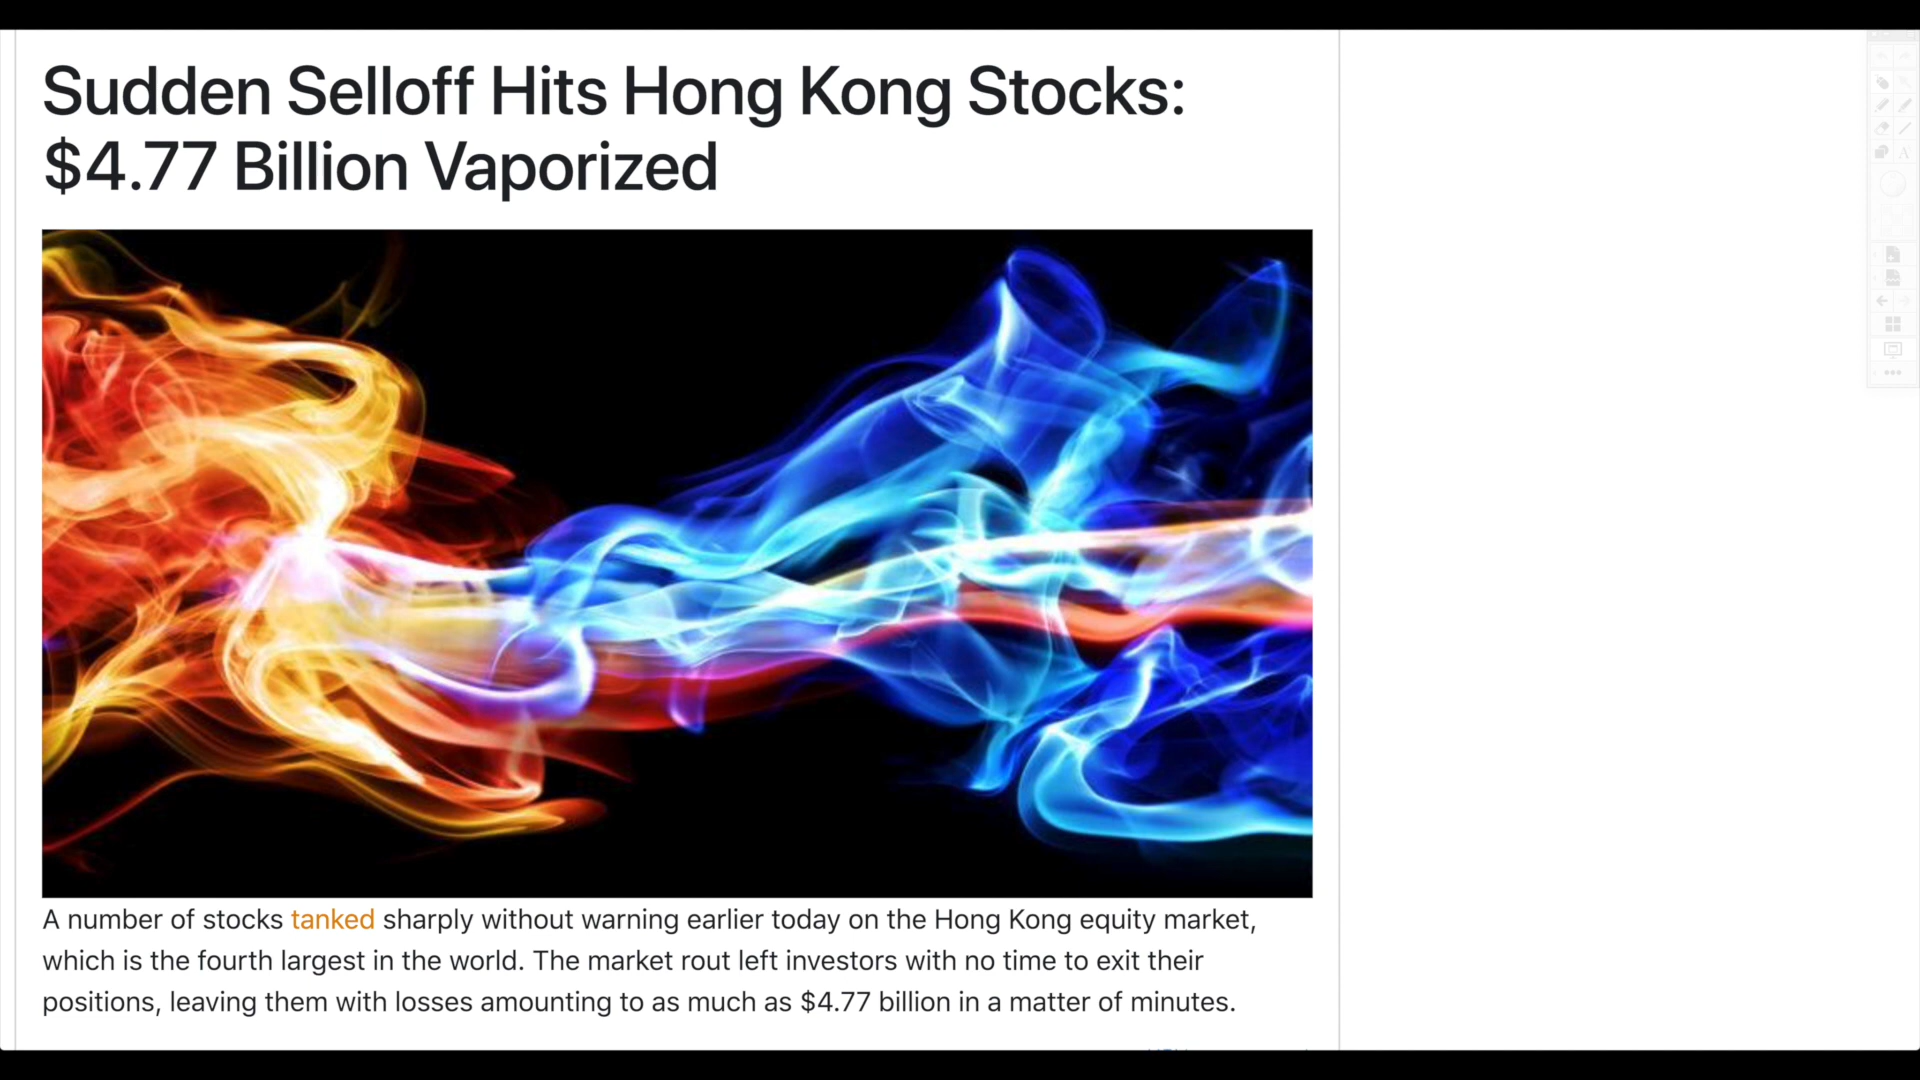 Sudden Selloff Hits Hong Kong Stocks:
$4.77 Billion Vaporized
A number of stocks tanked sharply without warning earlier today on the Hong Kong equity market,
which is the fourth largest in the world. The market rout left investors with no time to exit their
positions, leaving them with losses amounting to as much as $4.77 billion in a matter of minutes.